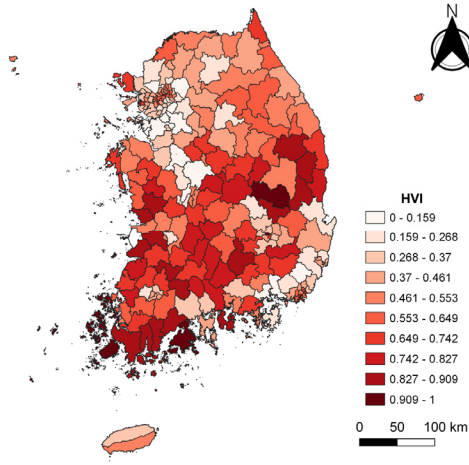 N
HVI
0 - 0.159
0.159 - 0.268
0.268 - 0.37
0.37 - 0.461
0.461 - 0.553
0.553 - 0.649
0.649 - 0.742
0.742 - 0.827
0.827 - 0.909
0.909 - 1
0 50 100 km